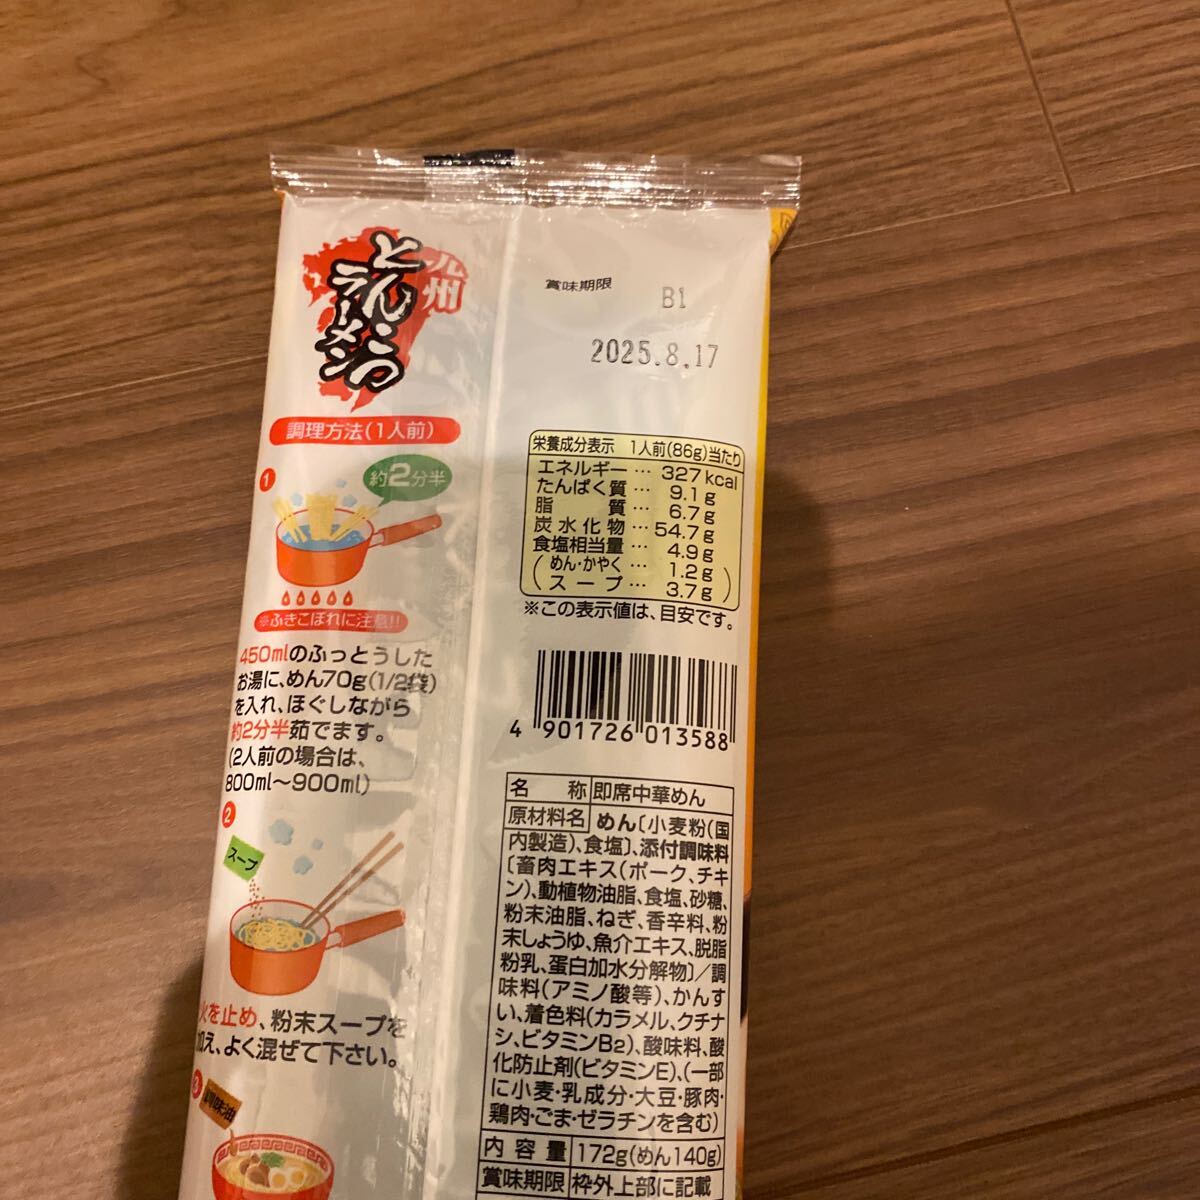 九州
とんこつ
ラーメン
賞味期限
B1
2025.8.17
調理方法(1人前)
1
約2分半
※ふきこぼれに注意!!
450mlのふっとうした
お湯に、めん70g(1/2袋)
を入れ、ほぐしながら
約2分半茹でます。
(2人前の場合は、
800ml〜900ml)
2
スープ
火を止め、粉末スープを
加え、よく混ぜて下さい。
3
調味油
栄養成分表示 1人前(86g)当たり
エネルギー… 327kcal
たんぱく質… 9.1g
脂質… 6.7g
炭水化物… 54.7g
食塩相当量… 4.9g
(めん・かやく… 1.2g
スープ… 3.7g)
※この表示値は、目安です。
4 901726 013588
名称 即席中華めん
原材料名 めん〔小麦粉(国
内製造)、食塩〕、添付調味料
〔畜肉エキス(ポーク、チキ
ン)、動植物油脂、食塩、砂糖、
粉末油脂、ねぎ、香辛料、粉
末しょうゆ、魚介エキス、脱脂
粉乳、蛋白加水分解物〕/調
味料(アミノ酸等)、かんす
い、着色料(カラメル、クチナ
シ、ビタミンB2)、酸味料、酸
化防止剤(ビタミンE)、(一部
に小麦・乳成分・大豆・豚肉・
鶏肉・ごま・ゼラチンを含む)
内容量 172g(めん140g)
賞味期限 枠外上部に記載